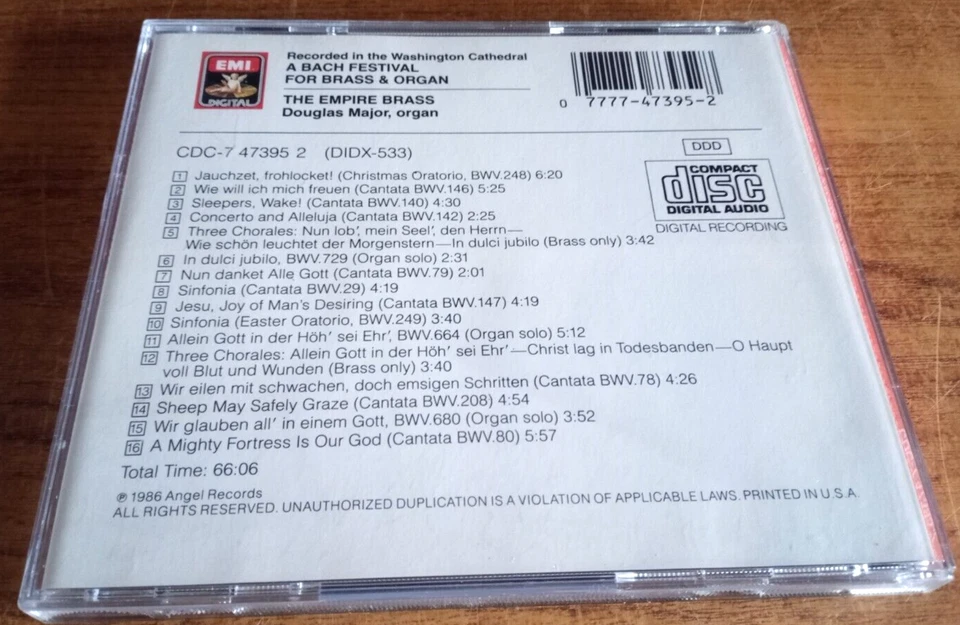 EMI
DIGITAL
Recorded in the Washington Cathedral
A BACH FESTIVAL
FOR BRASS & ORGAN
THE EMPIRE BRASS
Douglas Major, organ
0 7777-47395-2
CDC-7 47395 2 (DIDX-533)
DDD
COMPACT
disc
DIGITAL AUDIO
DIGITAL RECORDING
1 Jauchzet, frohlocket! (Christmas Oratorio, BWV.248) 6:20
2 Wie will ich mich freuen (Cantata BWV.146) 5:25
3 Sleepers, Wake! (Cantata BWV.140) 4:30
4 Concerto and Alleluja (Cantata BWV.142) 2:25
5 Three Chorales: Nun lob', mein Seel', den Herrn—
Wie schön leuchtet der Morgenstern—In dulci jubilo (Brass only) 3:42
6 In dulci jubilo, BWV.729 (Organ solo) 2:31
7 Nun danket Alle Gott (Cantata BWV.79) 2:01
8 Sinfonia (Cantata BWV.29) 4:19
9 Jesu, Joy of Man's Desiring (Cantata BWV.147) 4:19
10 Sinfonia (Easter Oratorio, BWV.249) 3:40
11 Allein Gott in der Höh' sei Ehr', BWV.664 (Organ solo) 5:12
12 Three Chorales: Allein Gott in der Höh' sei Ehr'—Christ lag in Todesbanden—O Haupt
voll Blut und Wunden (Brass only) 3:40
13 Wir eilen mit schwachen, doch emsigen Schritten (Cantata BWV.78) 4:26
14 Sheep May Safely Graze (Cantata BWV.208) 4:54
15 Wir glauben all' in einem Gott, BWV.680 (Organ solo) 3:52
16 A Mighty Fortress Is Our God (Cantata BWV.80) 5:57
Total Time: 66:06
℗ 1986 Angel Records
ALL RIGHTS RESERVED. UNAUTHORIZED DUPLICATION IS A VIOLATION OF APPLICABLE LAWS. PRINTED IN U.S.A.